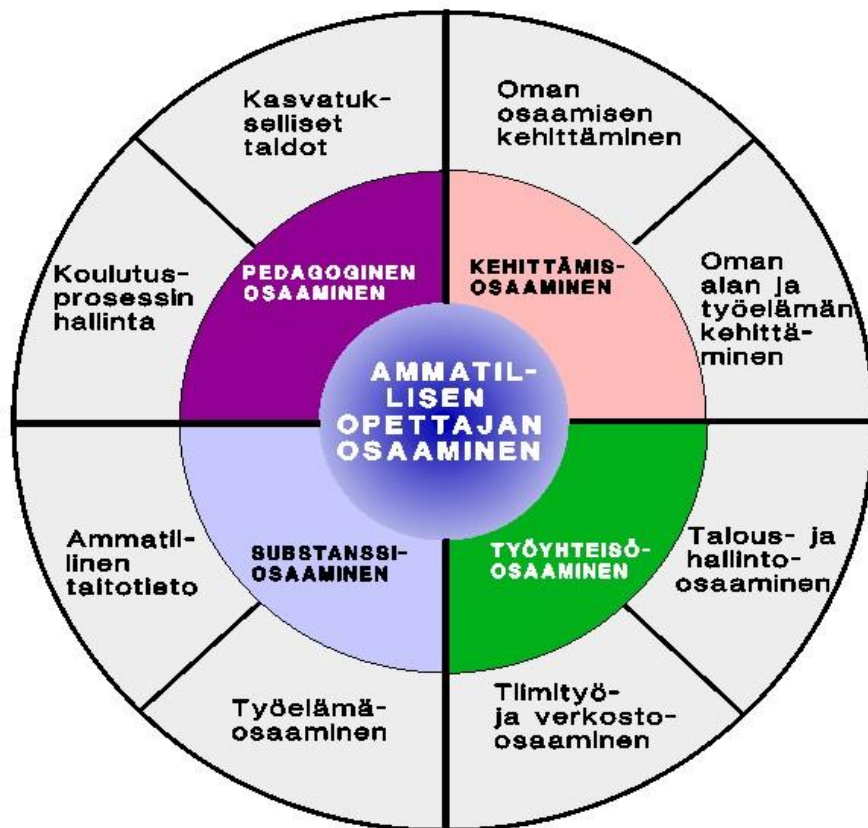 Kasvatuk-
selliset
taidot
Oman
osaamisen
kehittäminen
Koulutus-
prosessin
hallinta
PEDAGOGINEN
OSAAMINEN
KEHITTÄMIS-
OSAAMINEN
Oman
alan ja
työelämän
kehittä-
minen
AMMATIL-
LISEN
OPETTAJAN
OSAAMINEN
Ammatil-
linen
taitotieto
SUBSTANSSI-
OSAAMINEN
TYÖYHTEISÖ-
OSAAMINEN
Talous- ja
hallinto-
osaaminen
Työelämä-
osaaminen
Tiimityö-
ja verkosto-
osaaminen